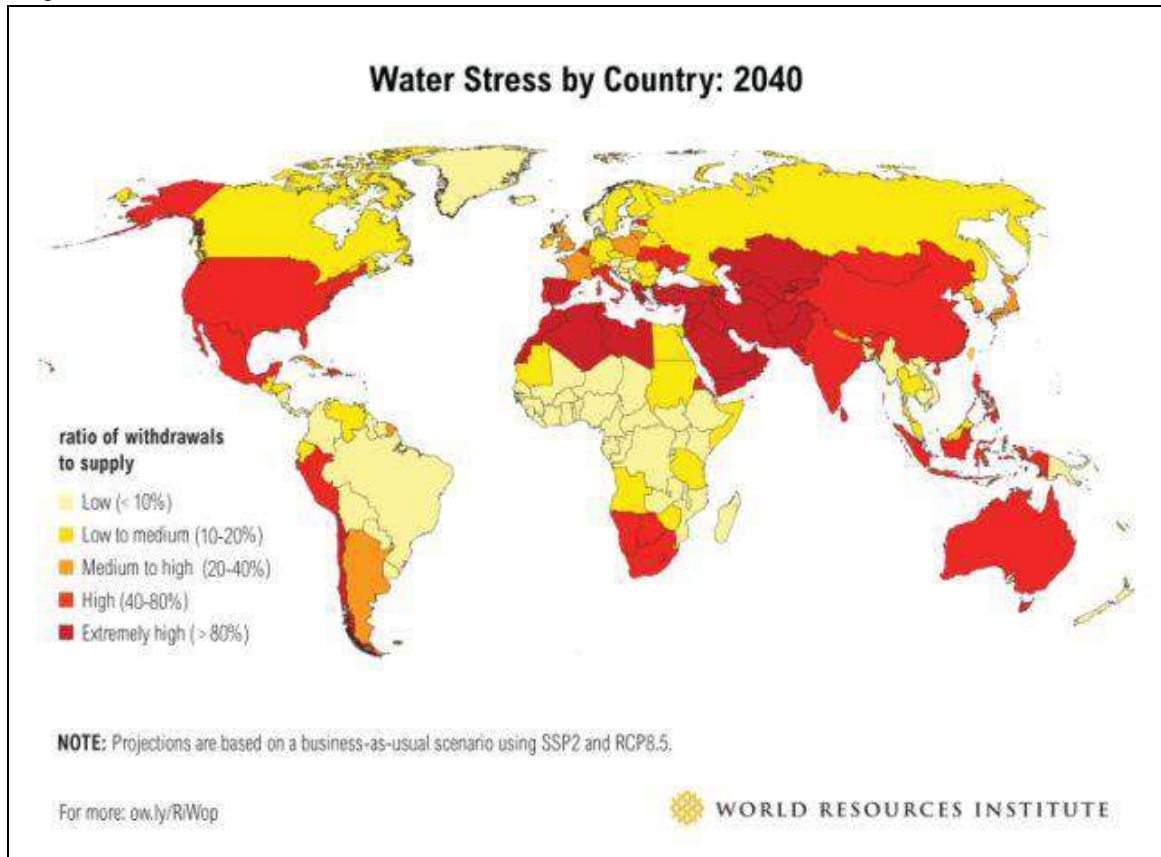 Water Stress by Country: 2040
ratio of withdrawals
to supply
Low (< 10%)
Low to medium (10-20%)
Medium to high (20-40%)
High (40-80%)
Extremely high ( > 80%)
NOTE: Projections are based on a business-as-usual scenario using SSP2 and RCP8.5.
For more: ow.ly/RiWop
WORLD RESOURCES INSTITUTE